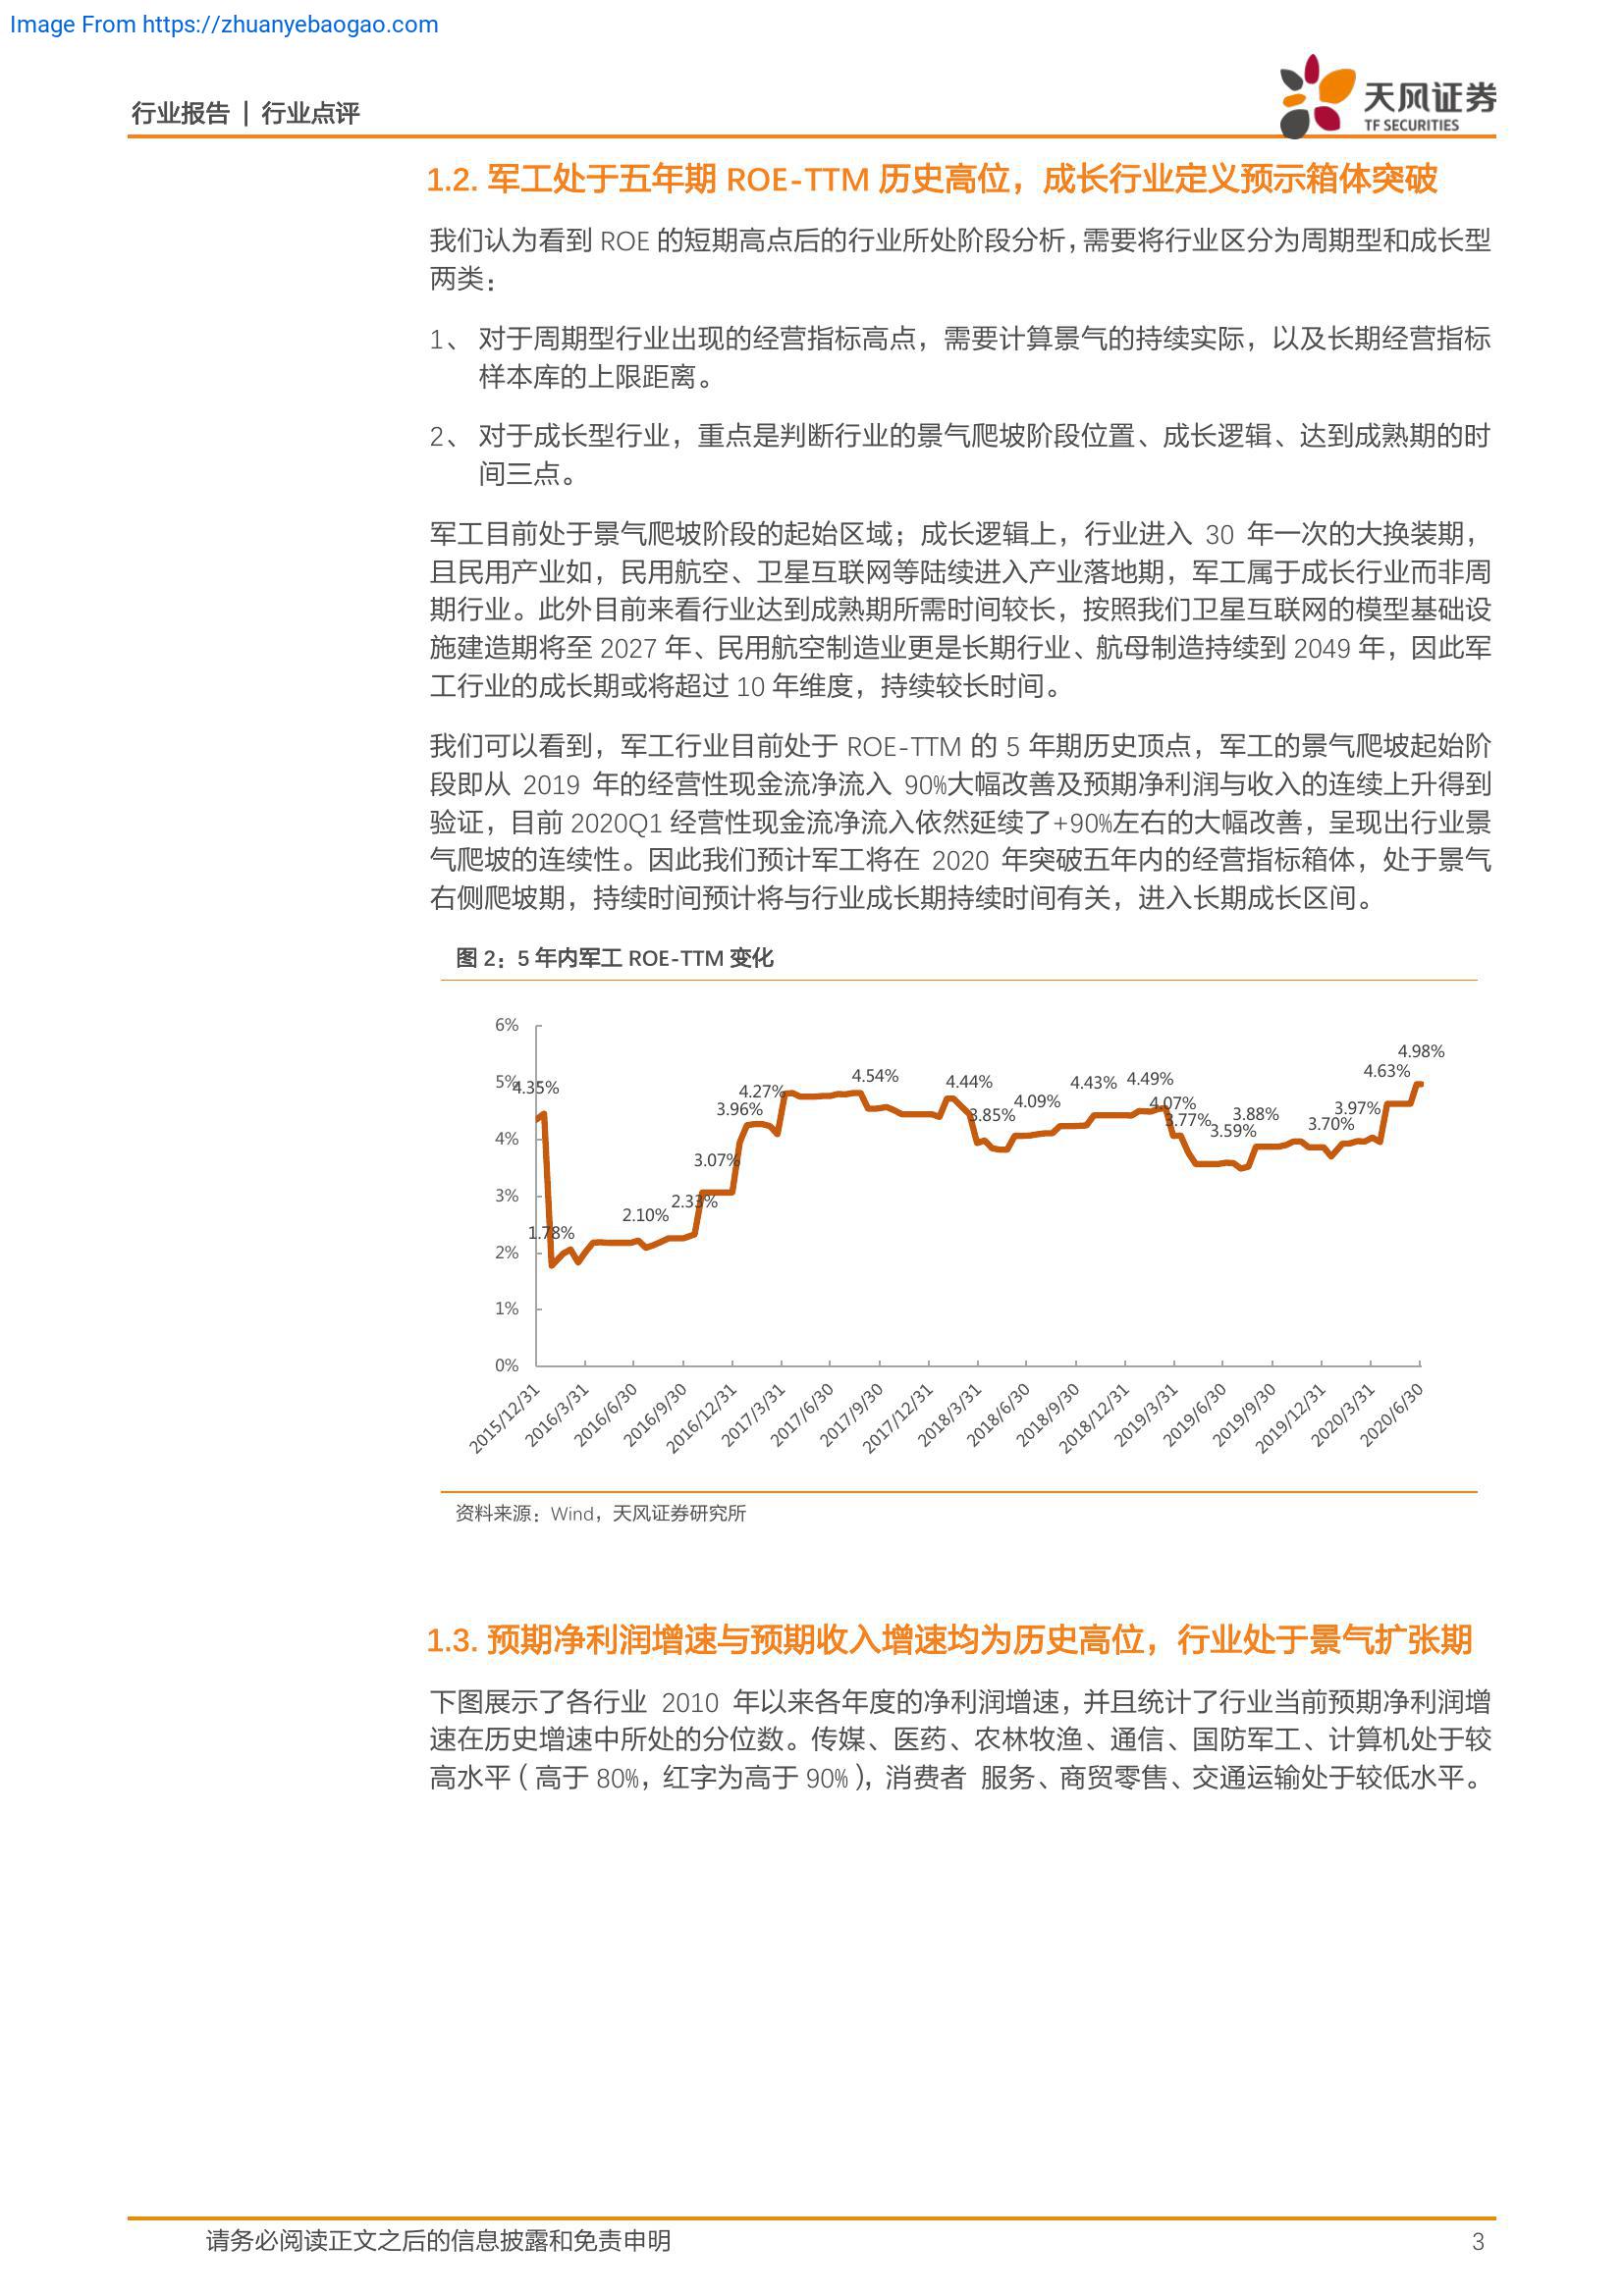 Image From https://zhuanyebaogao.com
行业报告 | 行业点评
天风证券
TF SECURITIES
1.2. 军工处于五年期 ROE-TTM 历史高位，成长行业定义预示箱体突破
我们认为看到 ROE 的短期高点后的行业所处阶段分析，需要将行业区分为周期型和成长型
两类：
1、 对于周期型行业出现的经营指标高点，需要计算景气的持续实际，以及长期经营指标
样本库的上限距离。
2、 对于成长型行业，重点是判断行业的景气爬坡阶段位置、成长逻辑、达到成熟期的时
间三点。
军工目前处于景气爬坡阶段的起始区域；成长逻辑上，行业进入 30 年一次的大换装期，
且民用产业如，民用航空、卫星互联网等陆续进入产业落地期，军工属于成长行业而非周
期行业。此外目前来看行业达到成熟期所需时间较长，按照我们卫星互联网的模型基础设
施建造期将至 2027 年、民用航空制造业更是长期行业、航母制造持续到 2049 年，因此军
工行业的成长期或将超过 10 年维度，持续较长时间。
我们可以看到，军工行业目前处于 ROE-TTM 的 5 年期历史顶点，军工的景气爬坡起始阶
段即从 2019 年的经营性现金流净流入 90%大幅改善及预期净利润与收入的连续上升得到
验证，目前 2020Q1 经营性现金流净流入依然延续了+90%左右的大幅改善，呈现出行业景
气爬坡的连续性。因此我们预计军工将在 2020 年突破五年内的经营指标箱体，处于景气
右侧爬坡期，持续时间预计将与行业成长期持续时间有关，进入长期成长区间。
图 2：5 年内军工 ROE-TTM 变化
6%
5%
4%
3%
2%
1%
0%
4.35%
1.78%
2.10%
2.33%
3.07%
3.96%
4.27%
4.54%
4.44%
3.85%
4.09%
4.43%
4.49%
4.07%
3.77%
3.59%
3.88%
3.70%
3.97%
4.63%
4.98%
2015/12/31
2016/3/31
2016/6/30
2016/9/30
2016/12/31
2017/3/31
2017/6/30
2017/9/30
2017/12/31
2018/3/31
2018/6/30
2018/9/30
2018/12/31
2019/3/31
2019/6/30
2019/9/30
2019/12/31
2020/3/31
2020/6/30
资料来源：Wind，天风证券研究所
1.3. 预期净利润增速与预期收入增速均为历史高位，行业处于景气扩张期
下图展示了各行业 2010 年以来各年度的净利润增速，并且统计了行业当前预期净利润增
速在历史增速中所处的分位数。传媒、医药、农林牧渔、通信、国防军工、计算机处于较
高水平（高于 80%，红字为高于 90%），消费者 服务、商贸零售、交通运输处于较低水平。
请务必阅读正文之后的信息披露和免责申明
3